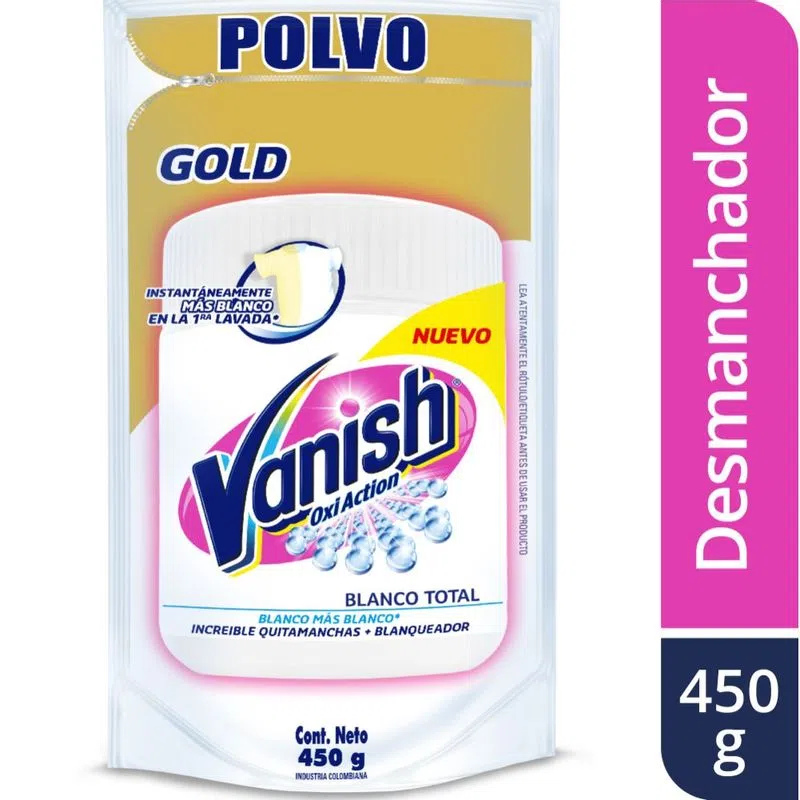 POLVO
GOLD
INSTANTÁNEAMENTE
MÁS BLANCO
EN LA 1RA LAVADA*
NUEVO
Vanish®
Oxi Action
BLANCO TOTAL
BLANCO MÁS BLANCO*
INCREIBLE QUITAMANCHAS + BLANQUEADOR
LEA ATENTAMENTE EL RÓTULO/ETIQUETA ANTES DE USAR EL PRODUCTO
Cont. Neto
450 g
INDUSTRIA COLOMBIANA
Desmanchador
450
g